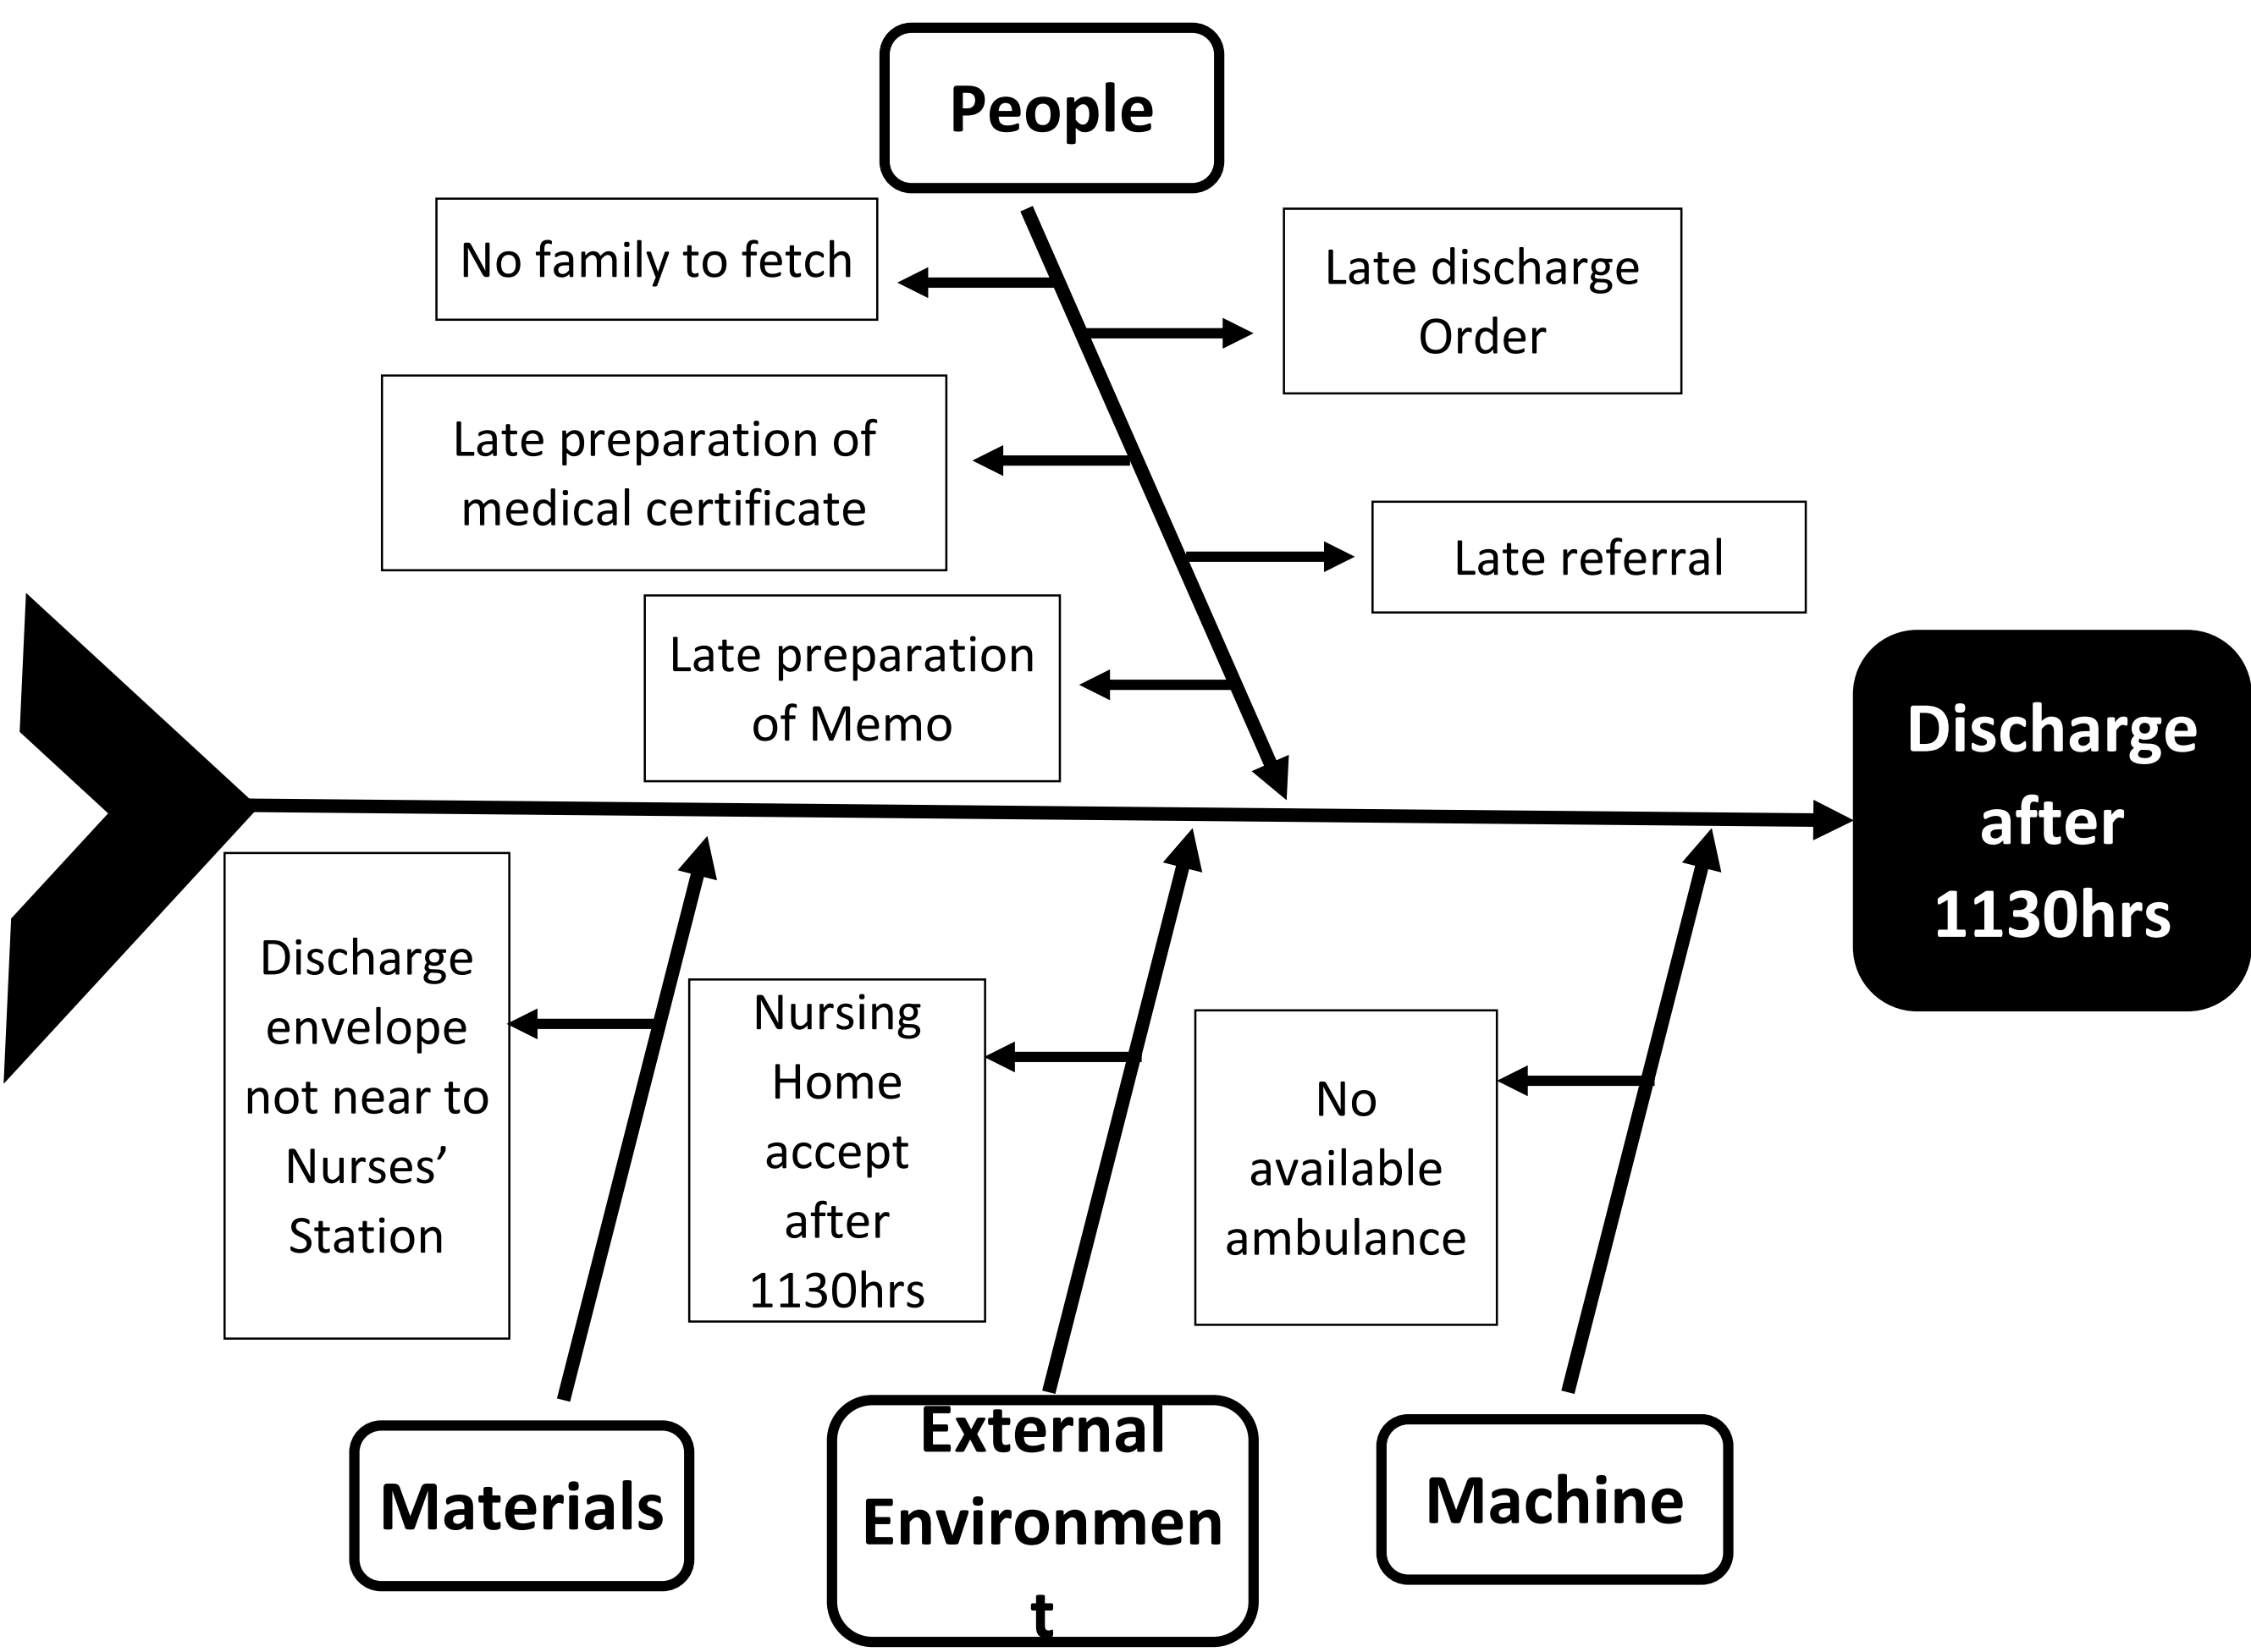 People
No family to fetch
Late discharge
Order
Late preparation of
medical certificate
Late referral
Late preparation
of Memo
Discharge
after
1130hrs
Discharge
envelope
not near to
Nurses’
Station
Nursing
Home
accept
after
1130hrs
No
available
ambulance
Materials
External
Environmen
t
Machine